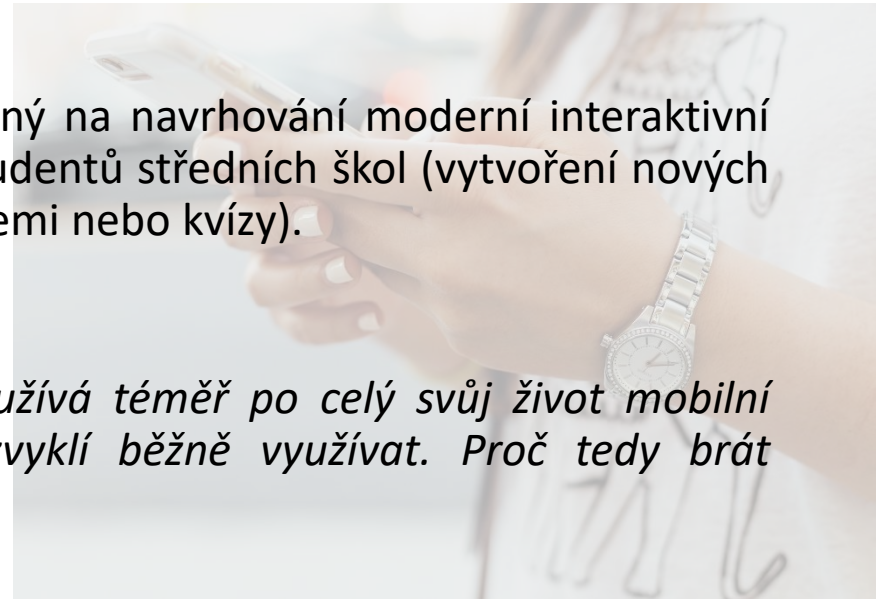 ný na navrhování moderní interaktivní
udentů středních škol (vytvoření nových
emi nebo kvízy).
užívá téměř po celý svůj život mobilní
vyklí běžně využívat. Proč tedy brát